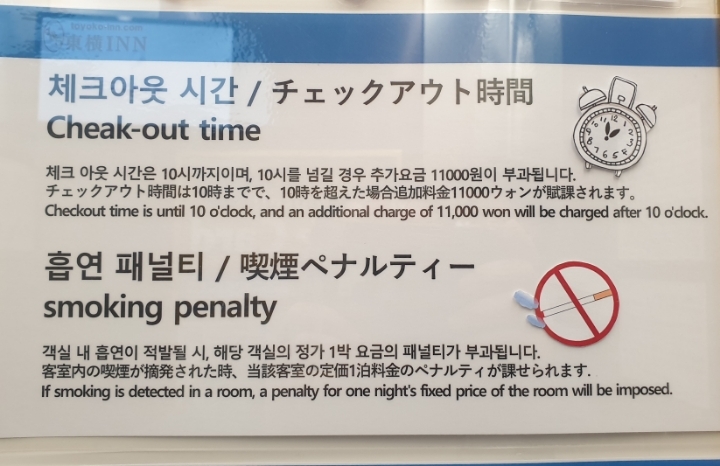 toyoko-inn.com
東横INN
체크아웃 시간 / チェックアウト時間
Cheak-out time
체크 아웃 시간은 10시까지이며, 10시를 넘길 경우 추가요금 11000원이 부과됩니다.
チェックアウト時間は10時までで、10時を超えた場合追加料金11000ウォンが賦課されます。
Checkout time is until 10 o'clock, and an additional charge of 11,000 won will be charged after 10 o'clock.
흡연 패널티 / 喫煙ペナルティー
smoking penalty
객실 내 흡연이 적발될 시, 해당 객실의 정가 1박 요금의 패널티가 부과됩니다.
客室内の喫煙が摘発された時、当該客室の定価1泊料金のペナルティが課せられます.
If smoking is detected in a room, a penalty for one night's fixed price of the room will be imposed.